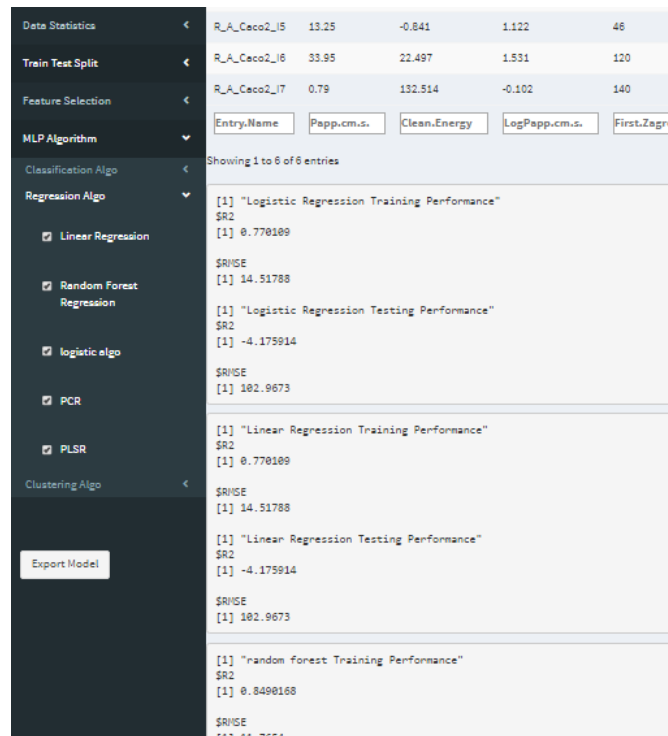 Data Statistics
Train Test Split
Feature Selection
MLP Algorithm
Classification Algo
Regression Algo
Linear Regression
Random Forest
Regression
logistic algo
PCR
PLSR
Clustering Algo
Export Model
R_A_Caco2_I5 13.25 -0.841 1.122 46
R_A_Caco2_I6 33.95 22.497 1.531 120
R_A_Caco2_I7 0.79 132.514 -0.102 140
Entry.Name Papp.cm.s. Clean.Energy LogPapp.cm.s. First.Zagre
Showing 1 to 6 of 6 entries
[1] "Logistic Regression Training Performance"
$R2
[1] 0.770109
$RMSE
[1] 14.51788
[1] "Logistic Regression Testing Performance"
$R2
[1] -4.175914
$RMSE
[1] 102.9673
[1] "Linear Regression Training Performance"
$R2
[1] 0.770109
$RMSE
[1] 14.51788
[1] "Linear Regression Testing Performance"
$R2
[1] -4.175914
$RMSE
[1] 102.9673
[1] "random forest Training Performance"
$R2
[1] 0.8490168
$RMSE